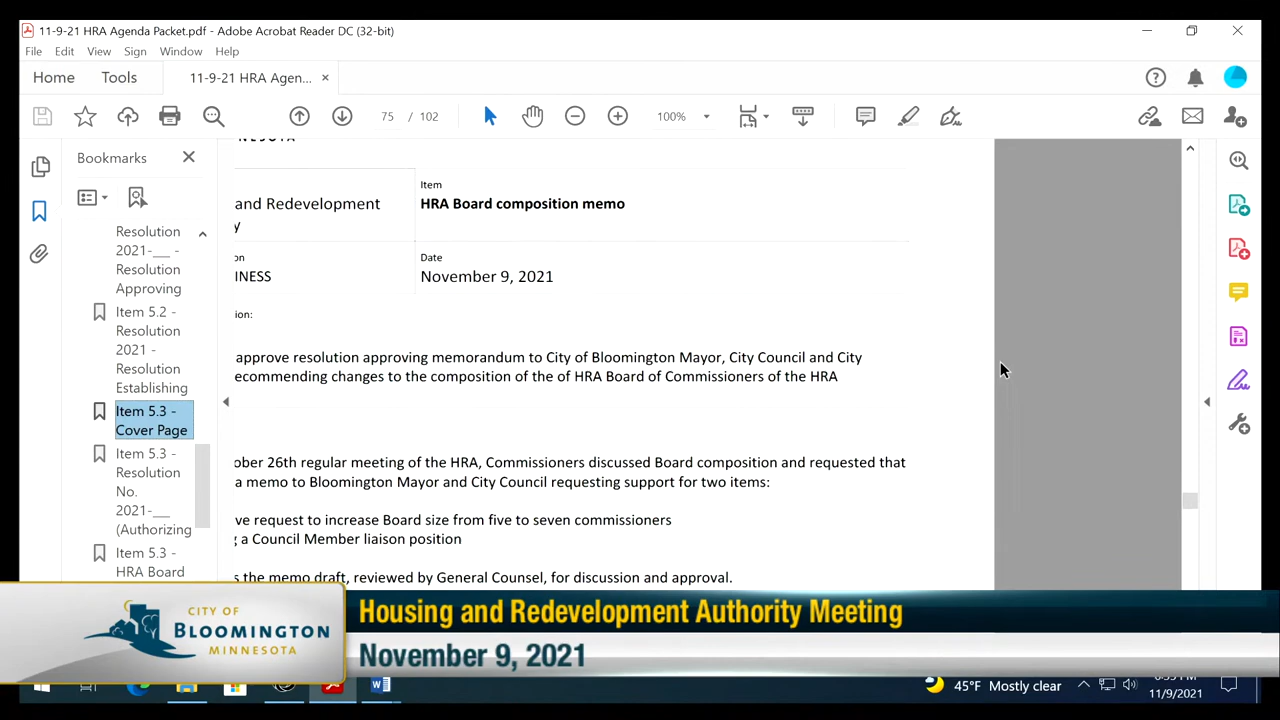 11-9-21 HRA Agenda Packet.pdf - Adobe Acrobat Reader DC (32-bit)
File Edit View Sign Window Help
Home Tools 11-9-21 HRA Agen... ×
75 / 102 100%
Bookmarks
Resolution
2021-___ -
Resolution
Approving
Item 5.2 -
Resolution
2021 -
Resolution
Establishing
Item 5.3 -
Cover Page
Item 5.3 -
Resolution
No.
2021-___
(Authorizing
Item 5.3 -
HRA Board
Item
and Redevelopment
HRA Board composition memo
y
on
Date
INESS
November 9, 2021
ion:
approve resolution approving memorandum to City of Bloomington Mayor, City Council and City
ecommending changes to the composition of the of HRA Board of Commissioners of the HRA
ober 26th regular meeting of the HRA, Commissioners discussed Board composition and requested that
a memo to Bloomington Mayor and City Council requesting support for two items:
ve request to increase Board size from five to seven commissioners
g a Council Member liaison position
s the memo draft, reviewed by General Counsel, for discussion and approval.
CITY OF
BLOOMINGTON
MINNESOTA
Housing and Redevelopment Authority Meeting
November 9, 2021
45°F Mostly clear
11/9/2021